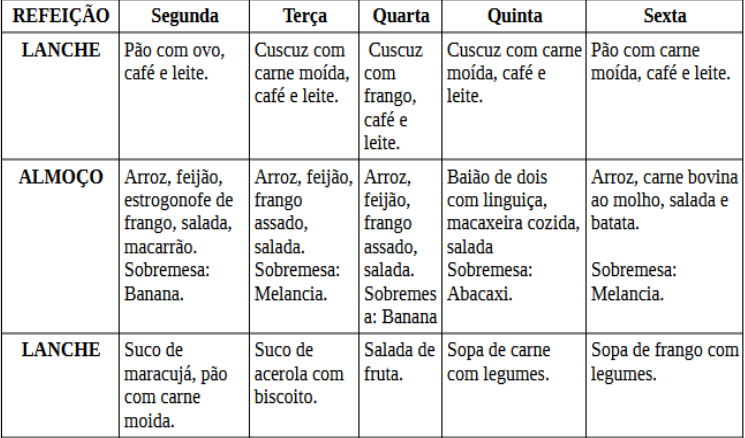 REFEIÇÃO Segunda Terça Quarta Quinta Sexta
LANCHE
Pão com ovo,
café e leite.
Cuscuz com
carne moída,
café e leite.
Cuscuz
com
frango,
café e
leite.
Cuscuz com carne
moída, café e
leite.
Pão com carne
moída, café e leite.
ALMOÇO
Arroz, feijão,
estrogonofe de
frango, salada,
macarrão.
Sobremesa:
Banana.
Arroz, feijão,
frango
assado,
salada.
Sobremesa:
Melancia.
Arroz,
feijão,
frango
assado,
salada.
Sobremes
a: Banana
Baião de dois
com linguiça,
macaxeira cozida,
salada
Sobremesa:
Abacaxi.
Arroz, carne bovina
ao molho, salada e
batata.
Sobremesa:
Melancia.
LANCHE
Suco de
maracujá, pão
com carne
moida.
Suco de
acerola com
biscoito.
Salada de
fruta.
Sopa de carne
com legumes.
Sopa de frango com
legumes.